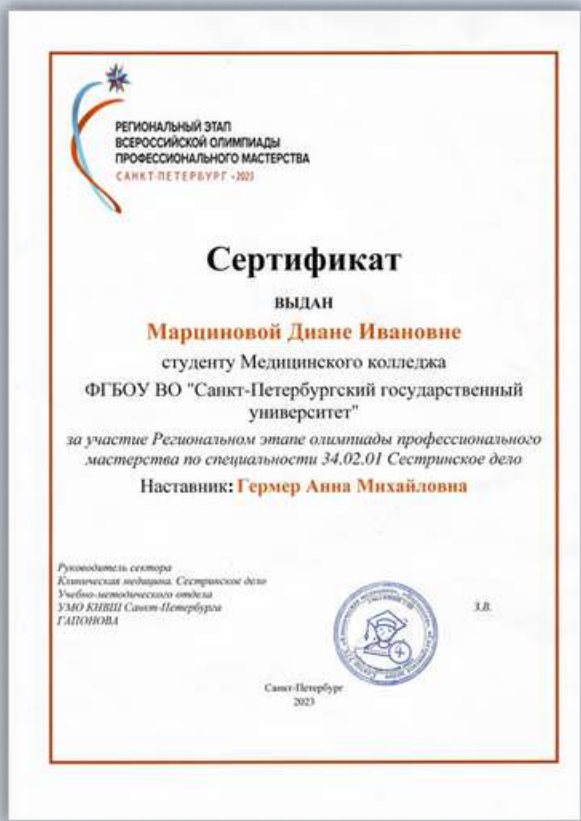 РЕГИОНАЛЬНЫЙ ЭТАП
ВСЕРОССИЙСКОЙ ОЛИМПИАДЫ
ПРОФЕССИОНАЛЬНОГО МАСТЕРСТВА
САНКТ-ПЕТЕРБУРГ • 2023
Сертификат
ВЫДАН
Марциновой Диане Ивановне
студенту Медицинского колледжа
ФГБОУ ВО "Санкт-Петербургский государственный
университет"
за участие Региональном этапе олимпиады профессионального
мастерства по специальности 34.02.01 Сестринское дело
Наставник: Гермер Анна Михайловна
Руководитель сектора
Клиническая медицина. Сестринское дело
Учебно-методического отдела
УМО КНВШ Санкт-Петербурга
ГАПОНОВА З.В.
Санкт-Петербург
2023